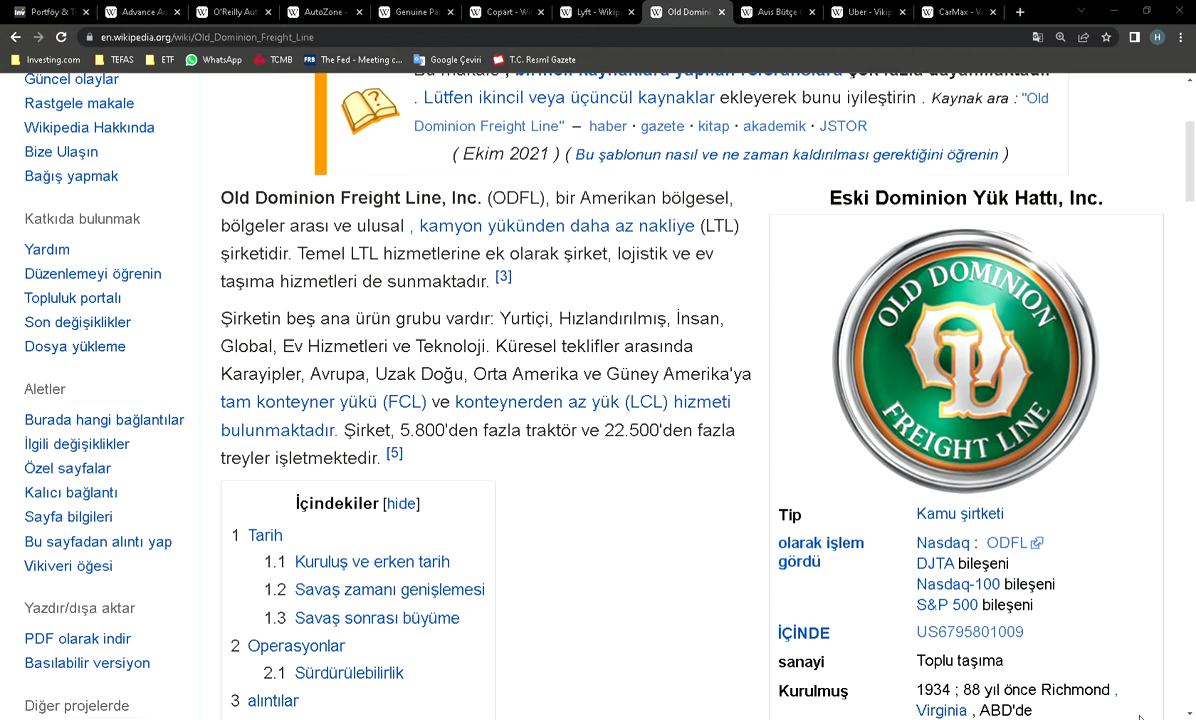 Portföy & T
Advance Au
O'Reilly Aut
AutoZone -
Genuine Pa
Copart - Wi
Lyft - Wikip
Old Domini
Avis Bütçe
Uber - Vikip
CarMax - V
en.wikipedia.org/wiki/Old_Dominion_Freight_Line
Investing.com TEFAS ETF WhatsApp TCMB The Fed - Meeting c... Google Çeviri T.C. Resmî Gazete
Güncel olaylar
Rastgele makale
Wikipedia Hakkında
Bize Ulaşın
Bağış yapmak
Katkıda bulunmak
Yardım
Düzenlemeyi öğrenin
Topluluk portalı
Son değişiklikler
Dosya yükleme
Aletler
Burada hangi bağlantılar
İlgili değişiklikler
Özel sayfalar
Kalıcı bağlantı
Sayfa bilgileri
Bu sayfadan alıntı yap
Vikiveri öğesi
Yazdır/dışa aktar
PDF olarak indir
Basılabilir versiyon
Diğer projelerde
Bu makale , birincil kaynaklara yapılan referanslara çok fazla dayanmaktadır
. Lütfen ikincil veya üçüncül kaynaklar ekleyerek bunu iyileştirin . Kaynak ara : "Old
Dominion Freight Line" – haber · gazete · kitap · akademik · JSTOR
( Ekim 2021 ) ( Bu şablonun nasıl ve ne zaman kaldırılması gerektiğini öğrenin )
Old Dominion Freight Line, Inc. (ODFL), bir Amerikan bölgesel,
bölgeler arası ve ulusal , kamyon yükünden daha az nakliye (LTL)
şirketidir. Temel LTL hizmetlerine ek olarak şirket, lojistik ve ev
taşıma hizmetleri de sunmaktadır. [3]
Şirketin beş ana ürün grubu vardır: Yurtiçi, Hızlandırılmış, İnsan,
Global, Ev Hizmetleri ve Teknoloji. Küresel teklifler arasında
Karayipler, Avrupa, Uzak Doğu, Orta Amerika ve Güney Amerika'ya
tam konteyner yükü (FCL) ve konteynerden az yük (LCL) hizmeti
bulunmaktadır. Şirket, 5.800'den fazla traktör ve 22.500'den fazla
treyler işletmektedir. [5]
İçindekiler [hide]
1 Tarih
1.1 Kuruluş ve erken tarih
1.2 Savaş zamanı genişlemesi
1.3 Savaş sonrası büyüme
2 Operasyonlar
2.1 Sürdürülebilirlik
3 alıntılar
Eski Dominion Yük Hattı, Inc.
OLD DOMINION
OD
FREIGHT LINE
Tip Kamu şirtketi
olarak işlem gördü Nasdaq : ODFL
DJTA bileşeni
Nasdaq-100 bileşeni
S&P 500 bileşeni
İÇİNDE US6795801009
sanayi Toplu taşıma
Kurulmuş 1934 ; 88 yıl önce Richmond ,
Virginia , ABD'de